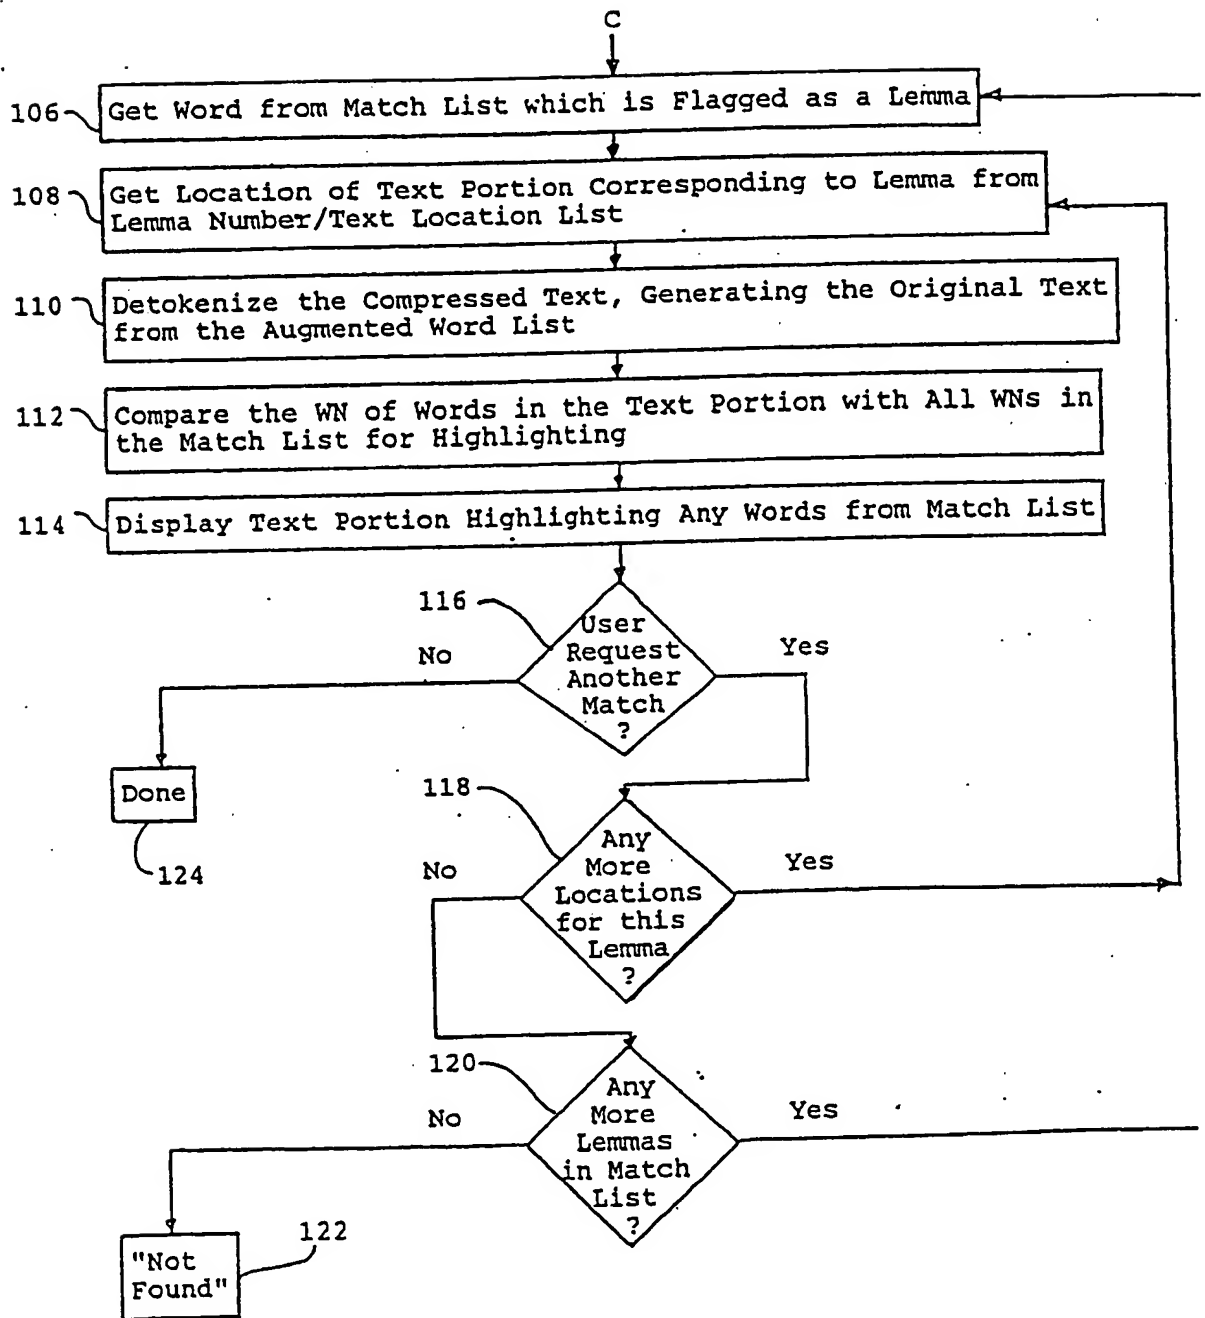 C
106
Get Word from Match List which is Flagged as a Lemma
108
Get Location of Text Portion Corresponding to Lemma from
Lemma Number/Text Location List
110
Detokenize the Compressed Text, Generating the Original Text
from the Augmented Word List
112
Compare the WN of Words in the Text Portion with All WNs in
the Match List for Highlighting
114
Display Text Portion Highlighting Any Words from Match List
116
User
Request
Another
Match
?
No
Yes
Done
124
118
Any
More
Locations
for this
Lemma
?
No
Yes
120
Any
More
Lemmas
in Match
List
?
No
Yes
"Not
Found"
122